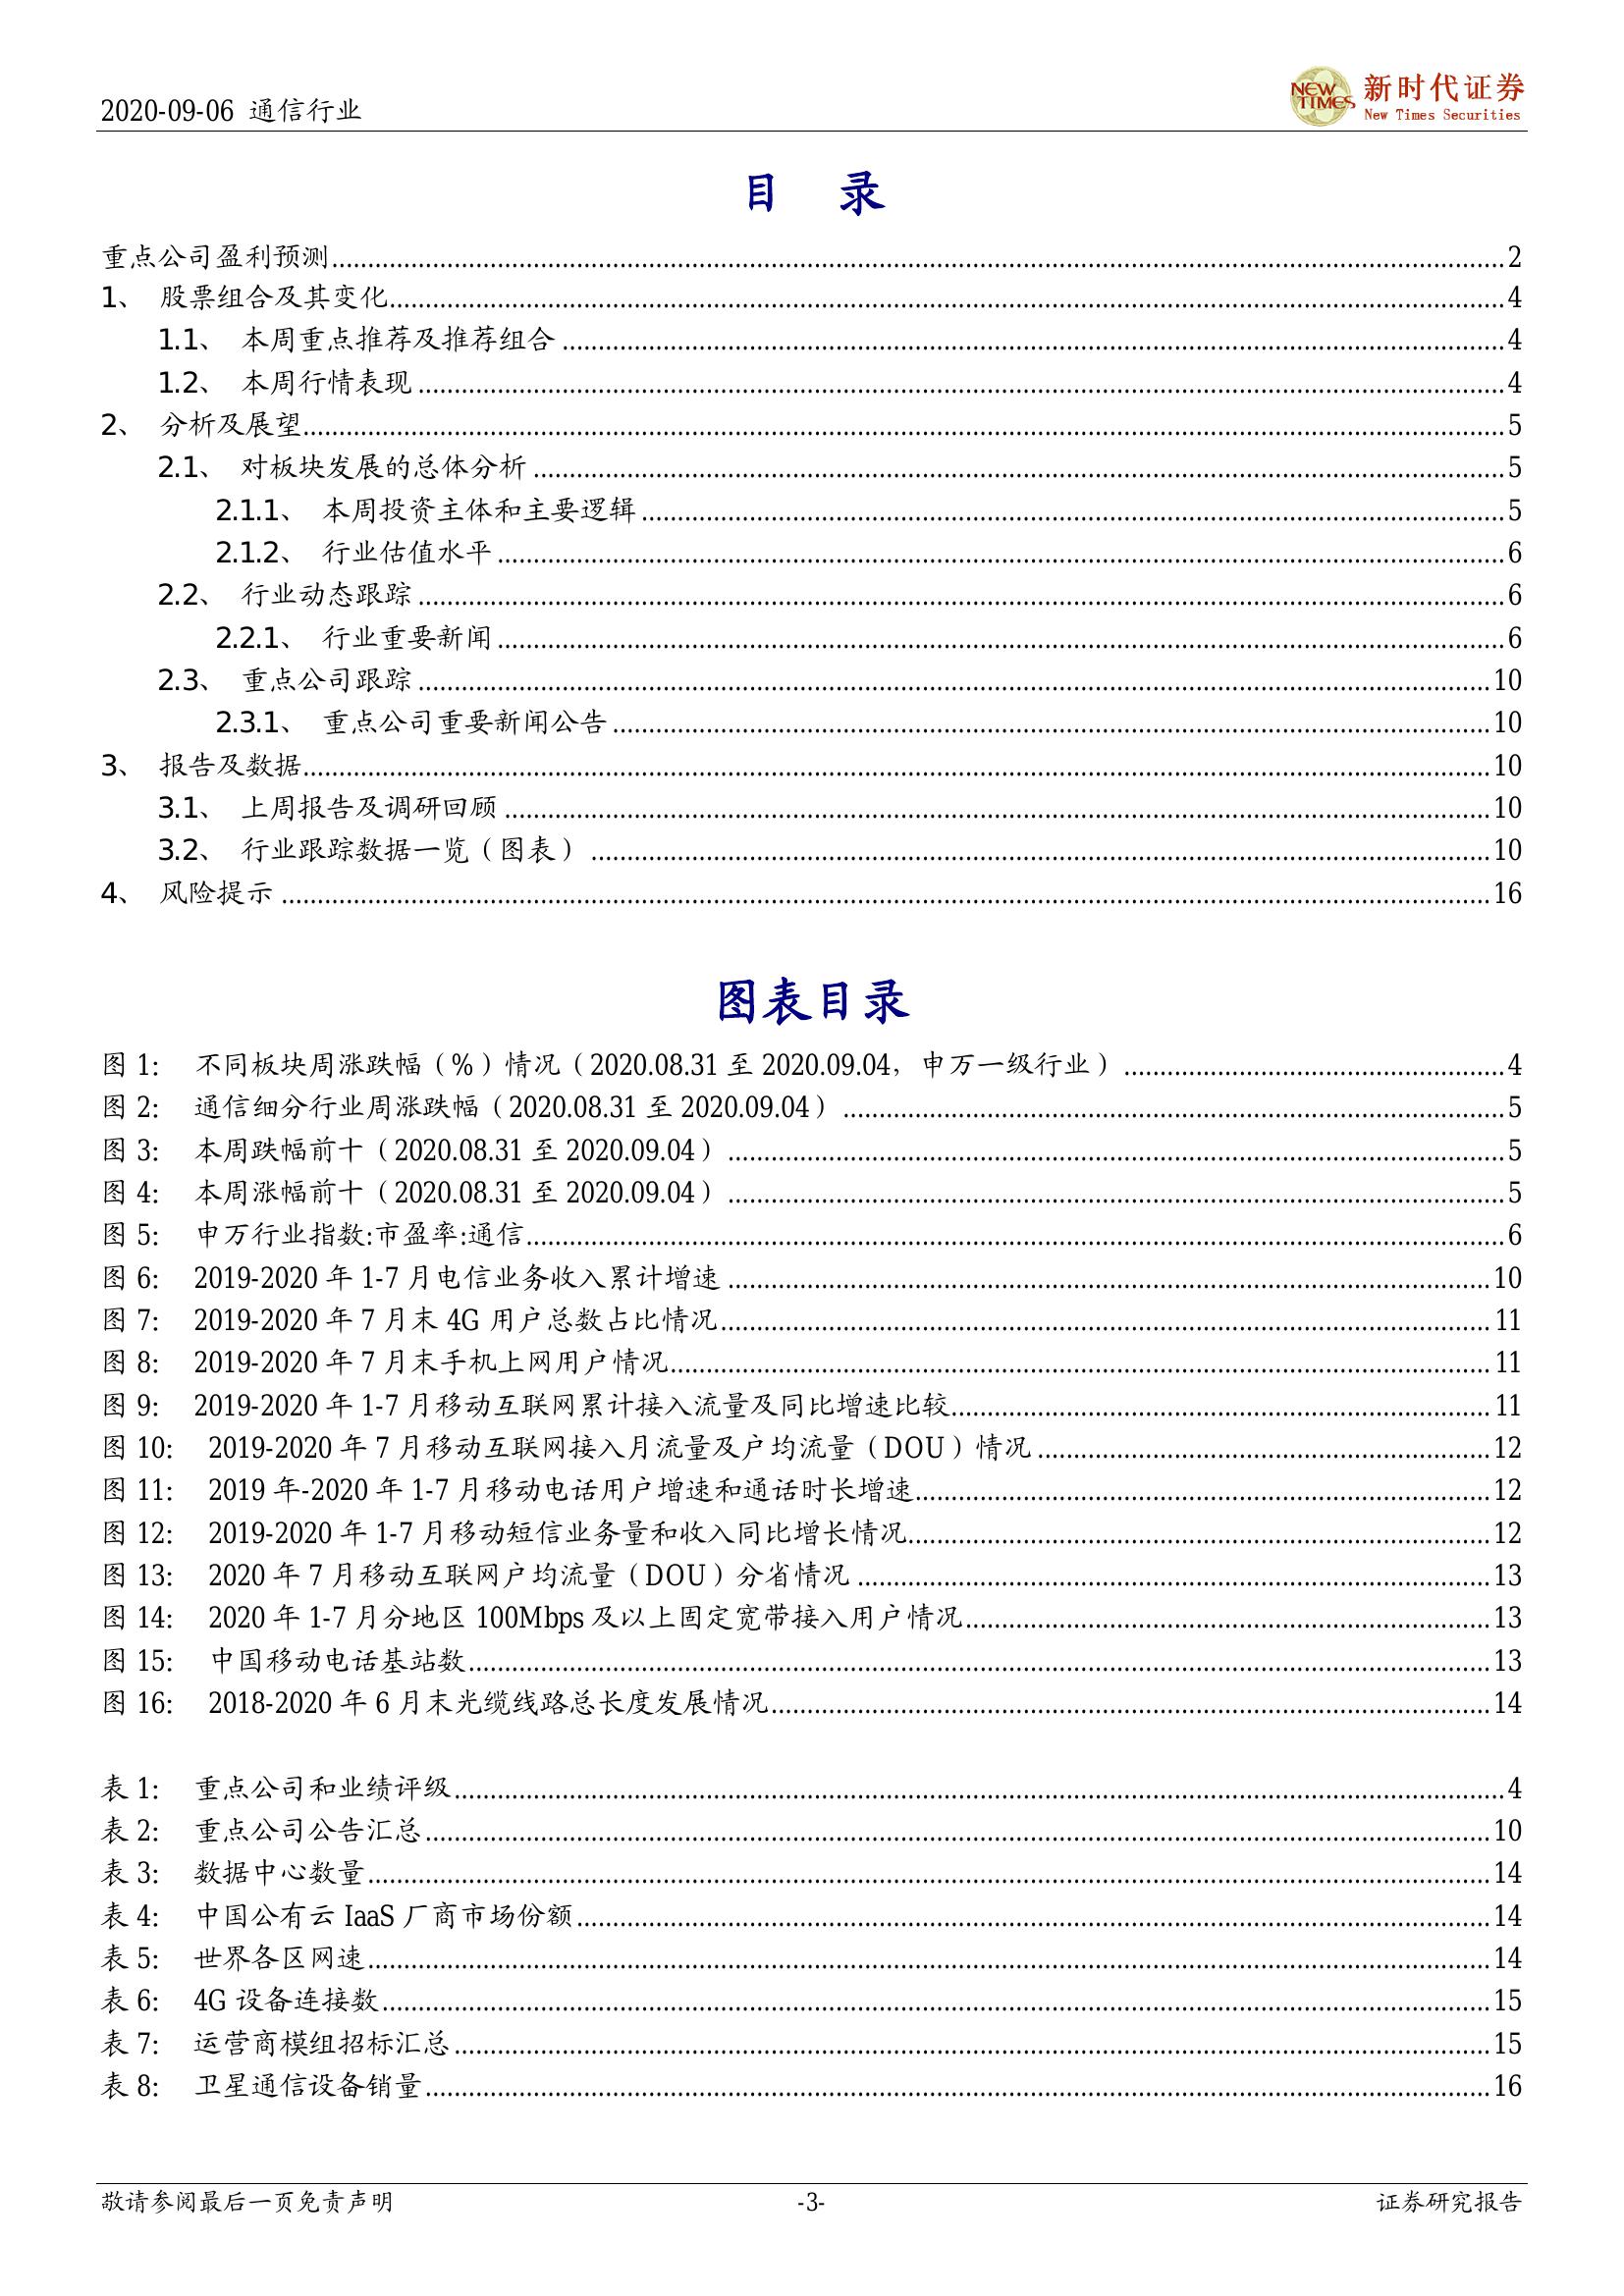 2020-09-06 通信行业
NEW TIMES 新时代证券
New Times Securities
目 录
重点公司盈利预测 2
1、 股票组合及其变化 4
1.1、 本周重点推荐及推荐组合 4
1.2、 本周行情表现 4
2、 分析及展望 5
2.1、 对板块发展的总体分析 5
2.1.1、 本周投资主体和主要逻辑 5
2.1.2、 行业估值水平 6
2.2、 行业动态跟踪 6
2.2.1、 行业重要新闻 6
2.3、 重点公司跟踪 10
2.3.1、 重点公司重要新闻公告 10
3、 报告及数据 10
3.1、 上周报告及调研回顾 10
3.2、 行业跟踪数据一览（图表） 10
4、 风险提示 16
图表目录
图 1： 不同板块周涨跌幅（%）情况（2020.08.31 至 2020.09.04，申万一级行业） 4
图 2： 通信细分行业周涨跌幅（2020.08.31 至 2020.09.04） 5
图 3： 本周跌幅前十（2020.08.31 至 2020.09.04） 5
图 4： 本周涨幅前十（2020.08.31 至 2020.09.04） 5
图 5： 申万行业指数:市盈率:通信 6
图 6： 2019-2020 年 1-7 月电信业务收入累计增速 10
图 7： 2019-2020 年 7 月末 4G 用户总数占比情况 11
图 8： 2019-2020 年 7 月末手机上网用户情况 11
图 9： 2019-2020 年 1-7 月移动互联网累计接入流量及同比增速比较 11
图 10： 2019-2020 年 7 月移动互联网接入月流量及户均流量（DOU）情况 12
图 11： 2019 年-2020 年 1-7 月移动电话用户增速和通话时长增速 12
图 12： 2019-2020 年 1-7 月移动短信业务量和收入同比增长情况 12
图 13： 2020 年 7 月移动互联网户均流量（DOU）分省情况 13
图 14： 2020 年 1-7 月分地区 100Mbps 及以上固定宽带接入用户情况 13
图 15： 中国移动电话基站数 13
图 16： 2018-2020 年 6 月末光缆线路总长度发展情况 14
表 1： 重点公司和业绩评级 4
表 2： 重点公司公告汇总 10
表 3： 数据中心数量 14
表 4： 中国公有云 IaaS 厂商市场份额 14
表 5： 世界各区网速 14
表 6： 4G 设备连接数 15
表 7： 运营商模组招标汇总 15
表 8： 卫星通信设备销量 16
敬请参阅最后一页免责声明 -3- 证券研究报告